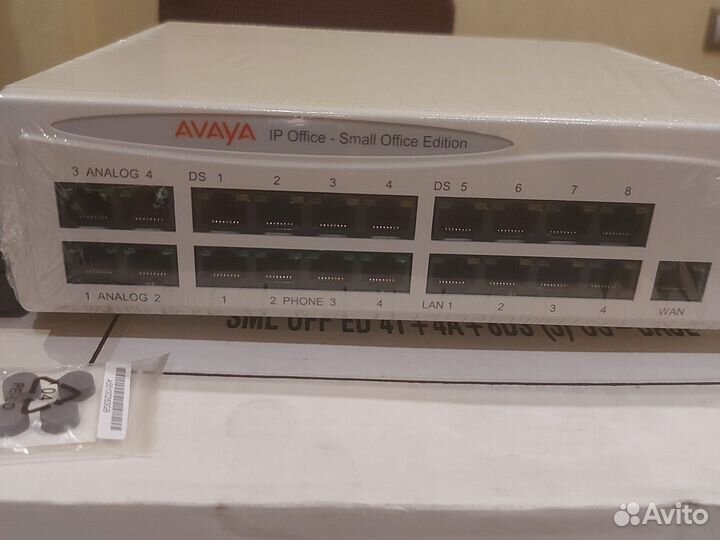 AVAYA IP Office - Small Office Edition
3 ANALOG 4 DS 1 2 3 4 DS 5 6 7 8
1 ANALOG 2 1 2 PHONE 3 4 LAN 1 2 3 4 WAN
SML OFF ED 4T+4A+8DS (3)
04
Avito